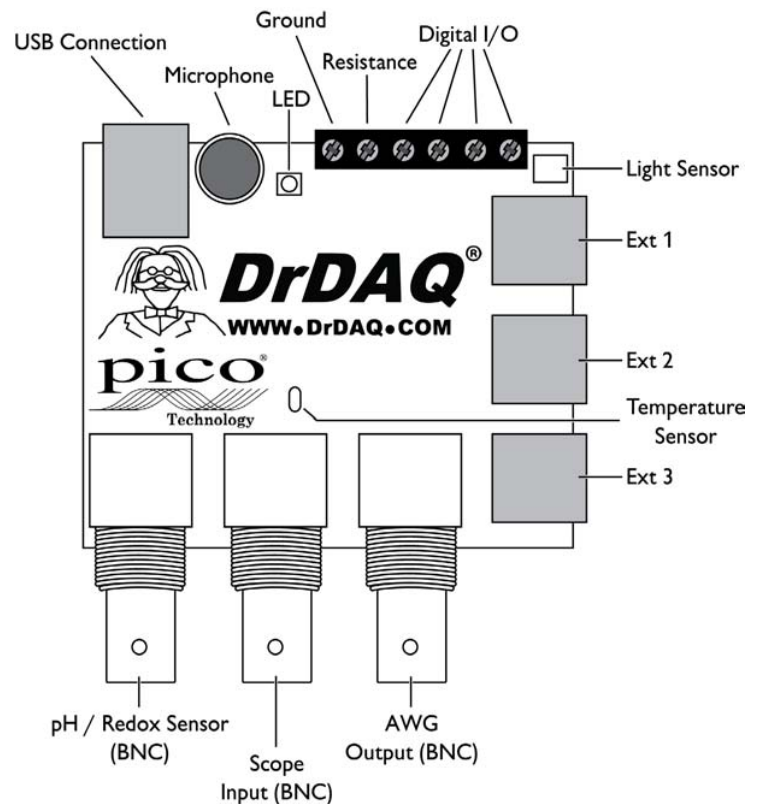 Ground
Digital I/O
USB Connection
Resistance
Microphone
LED
Light Sensor
Ext 1
DrDAQ®
WWW.DrDAQ.COM
Ext 2
pico®
Technology
Temperature
Sensor
Ext 3
pH / Redox Sensor
(BNC)
Scope
Input (BNC)
AWG
Output (BNC)